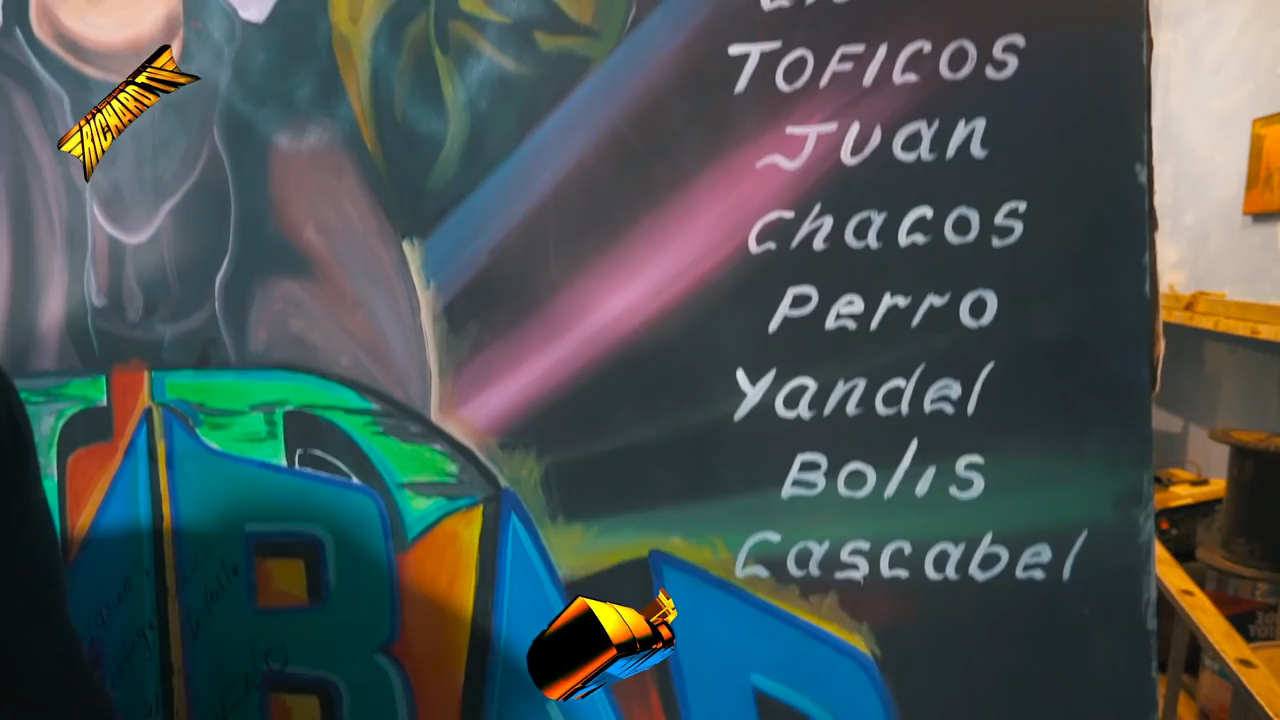 RICHARD
TOFICOS
Juan
Chacos
Perro
Yandel
Bolis
Cascabel
B